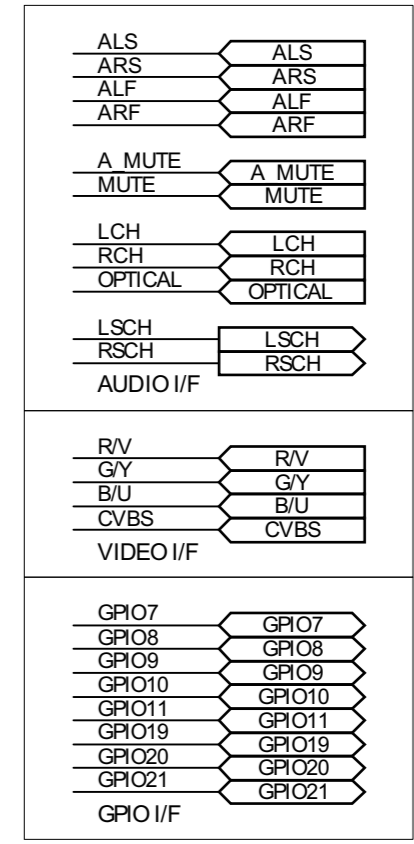 ALS ALS
ARS ARS
ALF ALF
ARF ARF
A_MUTE A_MUTE
MUTE MUTE
LCH LCH
RCH RCH
OPTICAL OPTICAL
LSCH LSCH
RSCH RSCH
AUDIO I/F
R/V R/V
G/Y G/Y
B/U B/U
CVBS CVBS
VIDEO I/F
GPIO7 GPIO7
GPIO8 GPIO8
GPIO9 GPIO9
GPIO10 GPIO10
GPIO11 GPIO11
GPIO19 GPIO19
GPIO20 GPIO20
GPIO21 GPIO21
GPIO I/F